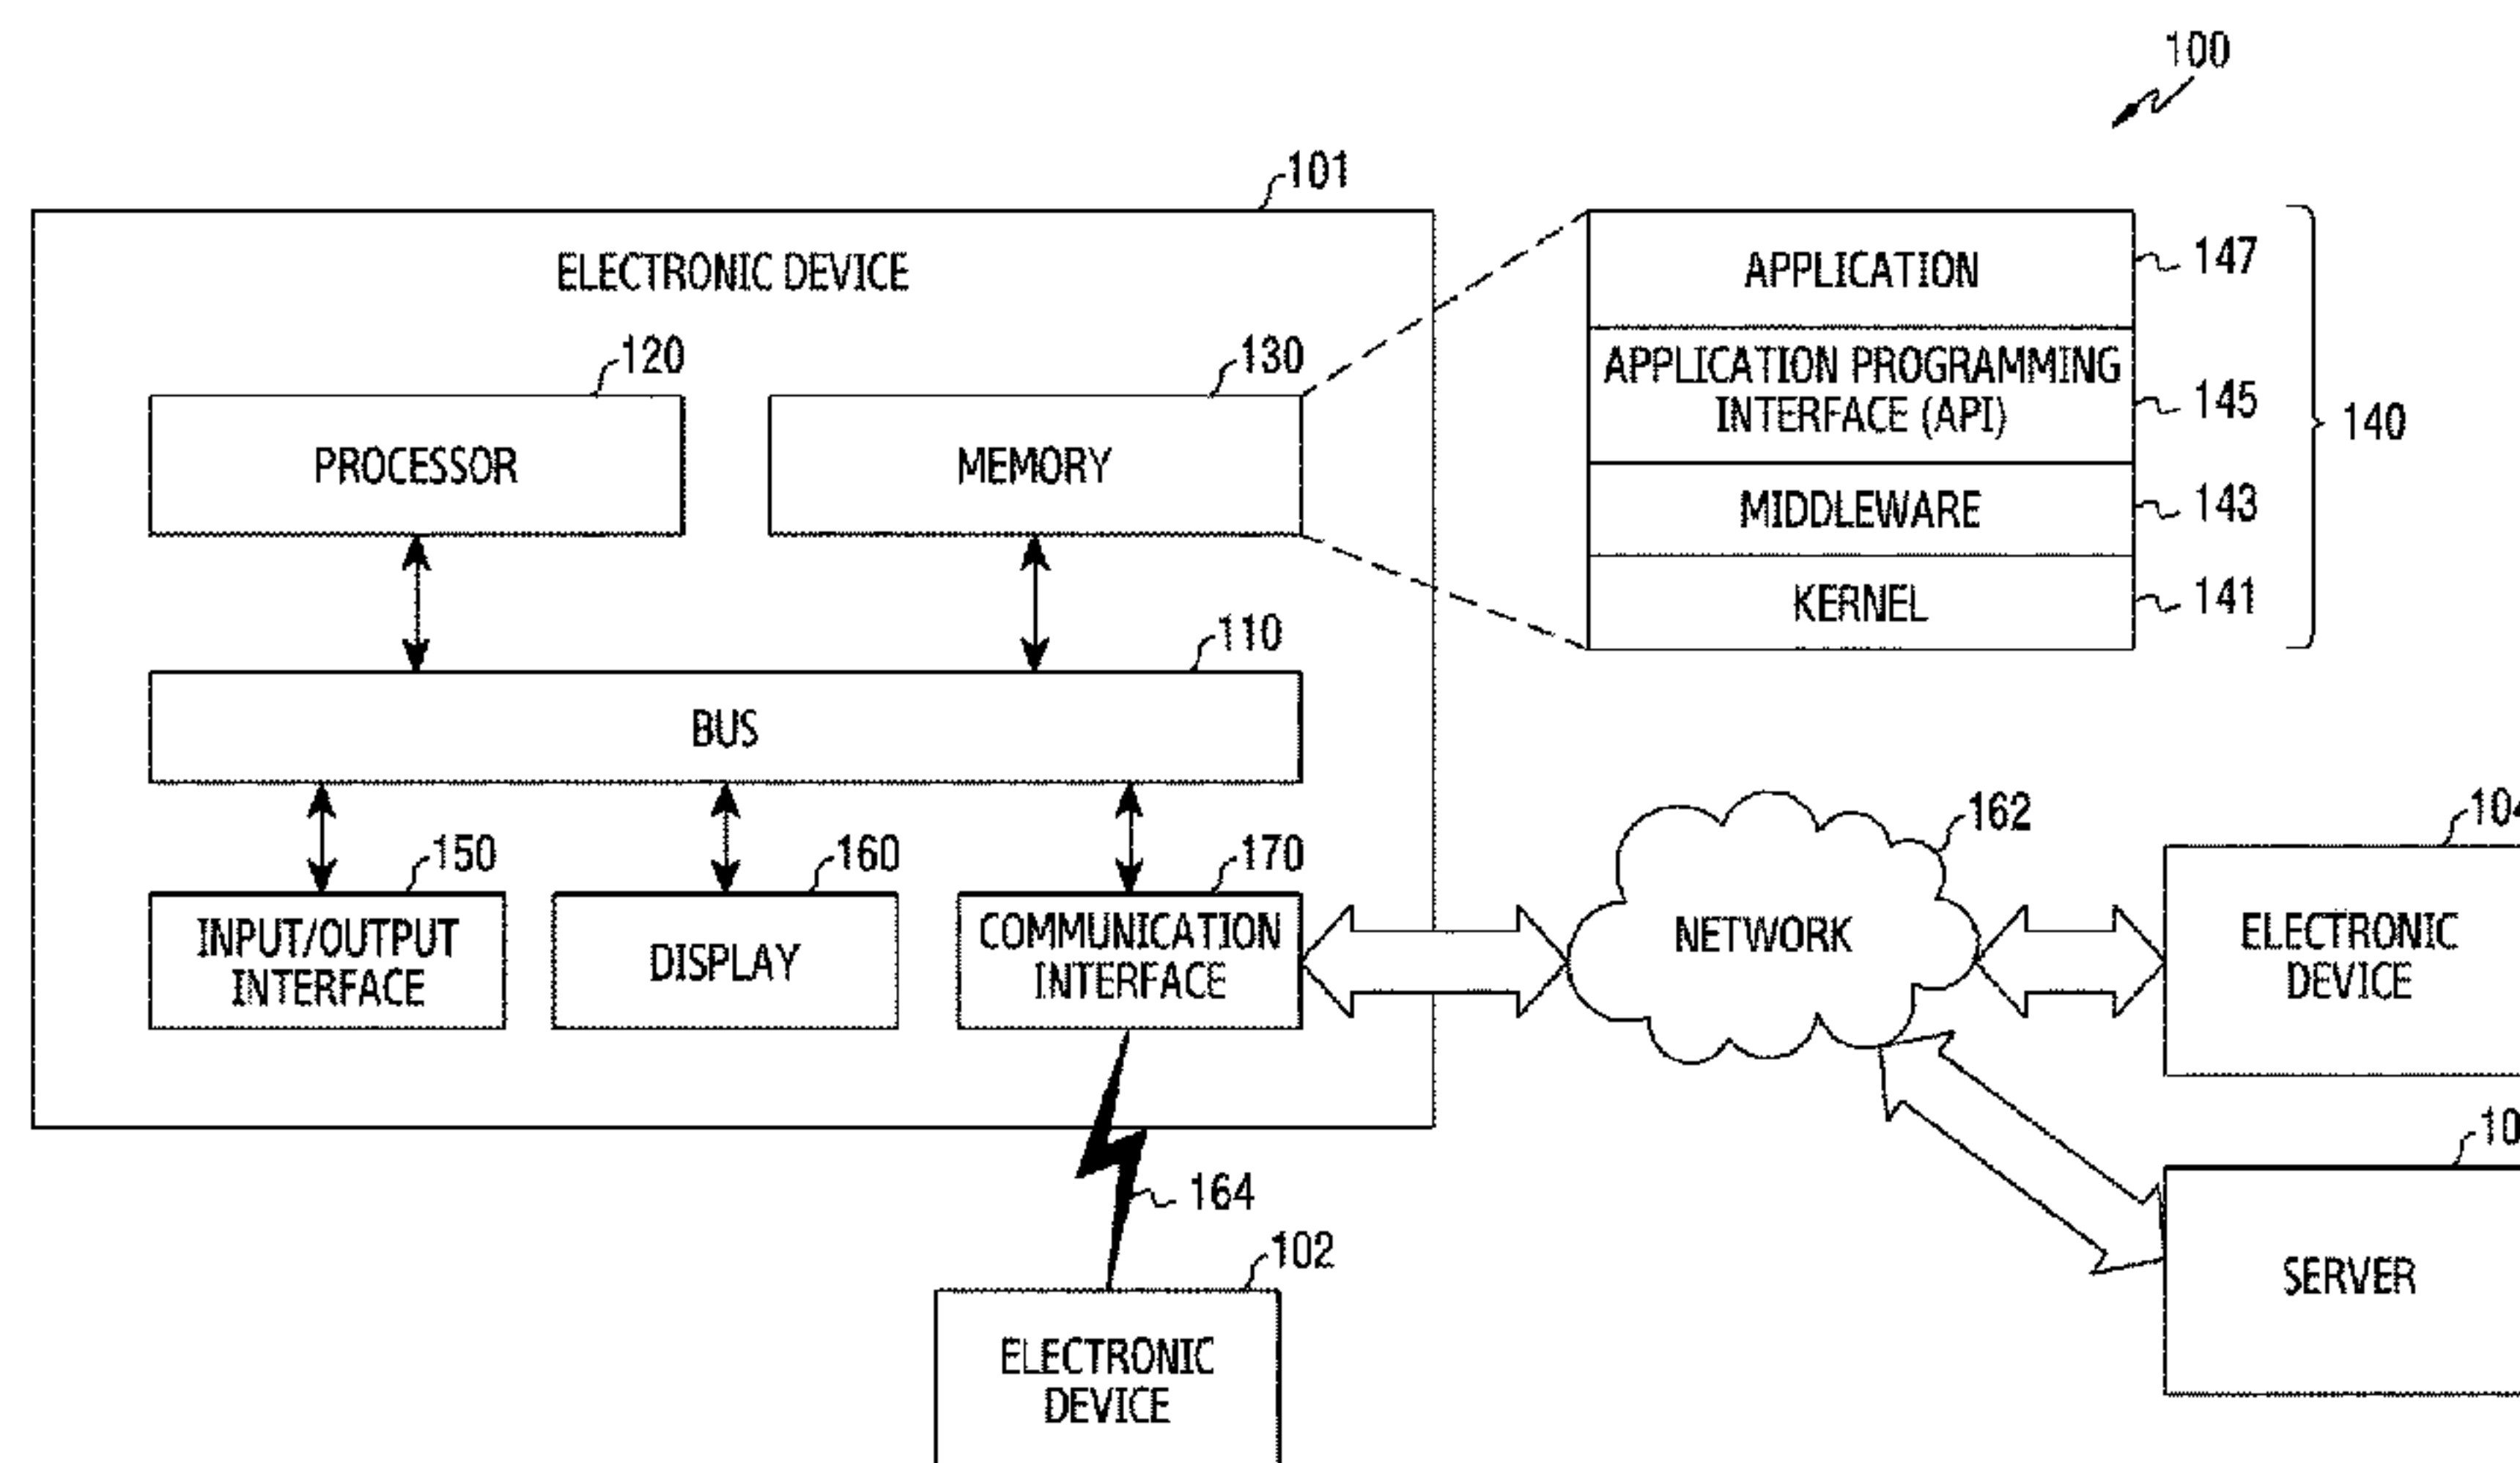 100
101
ELECTRONIC DEVICE
120
PROCESSOR
130
MEMORY
APPLICATION
147
APPLICATION PROGRAMMING
INTERFACE (API)
145
140
MIDDLEWARE
143
KERNEL
141
110
BUS
150
INPUT/OUTPUT
INTERFACE
160
DISPLAY
170
COMMUNICATION
INTERFACE
162
NETWORK
ELECTRONIC
DEVICE
SERVER
164
102
ELECTRONIC
DEVICE